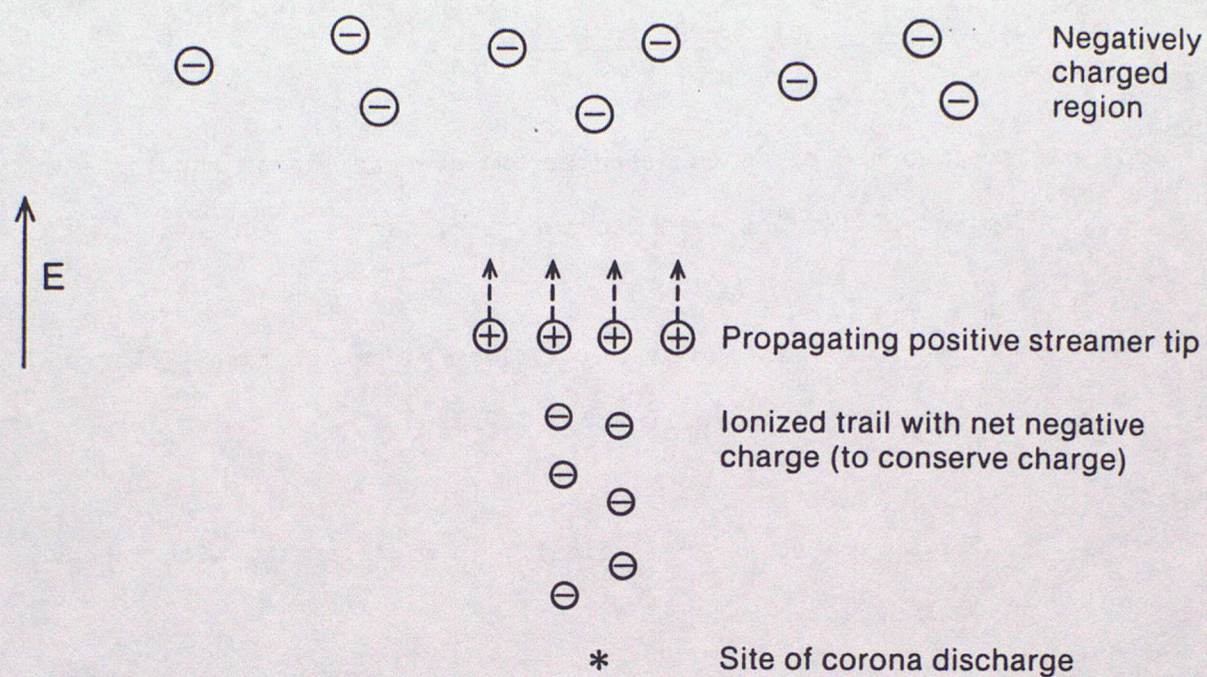 Negatively
charged
region
E
Propagating positive streamer tip
Ionized trail with net negative
charge (to conserve charge)
Site of corona discharge